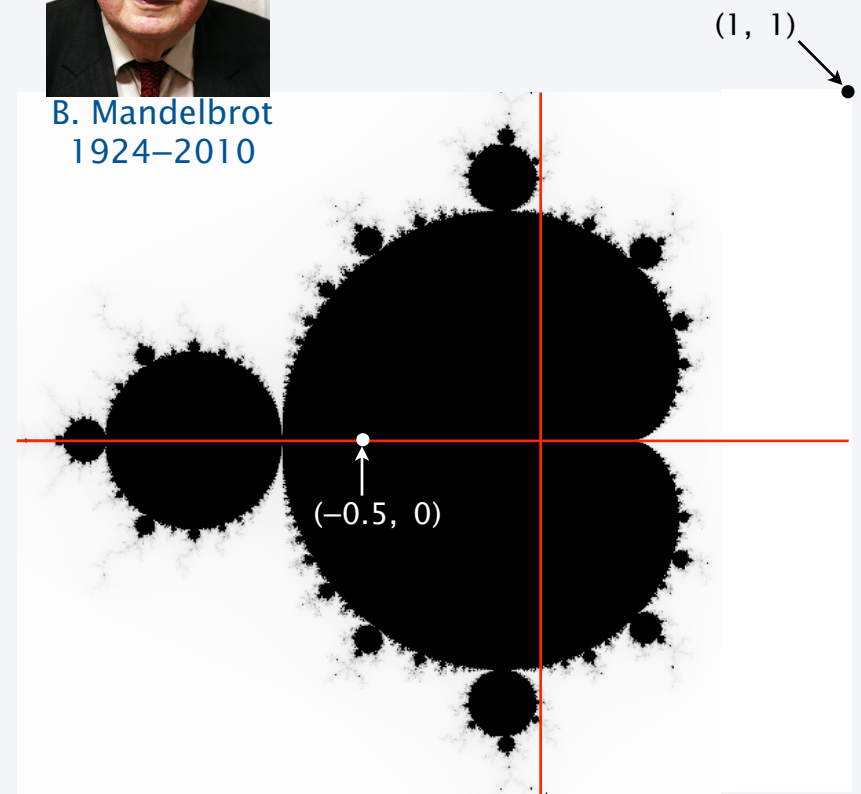 (1, 1)
B. Mandelbrot
1924–2010
(–0.5, 0)